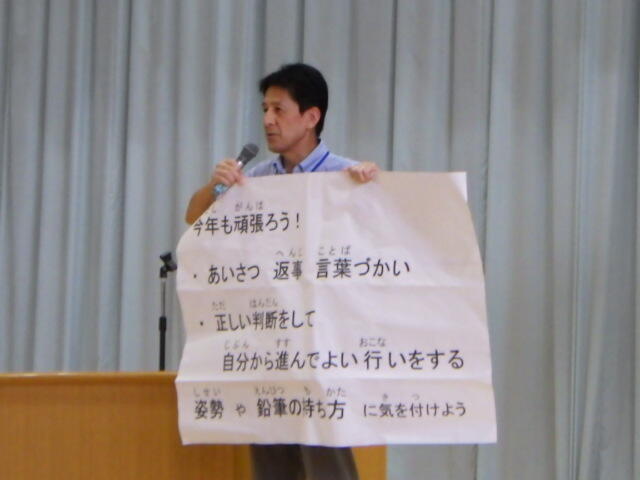 今年も頑張ろう!
・あいさつ 返事 言葉づかい
・正しい判断をして
自分から進んでよい行いをする
姿勢や鉛筆の持ち方に気を付けよう